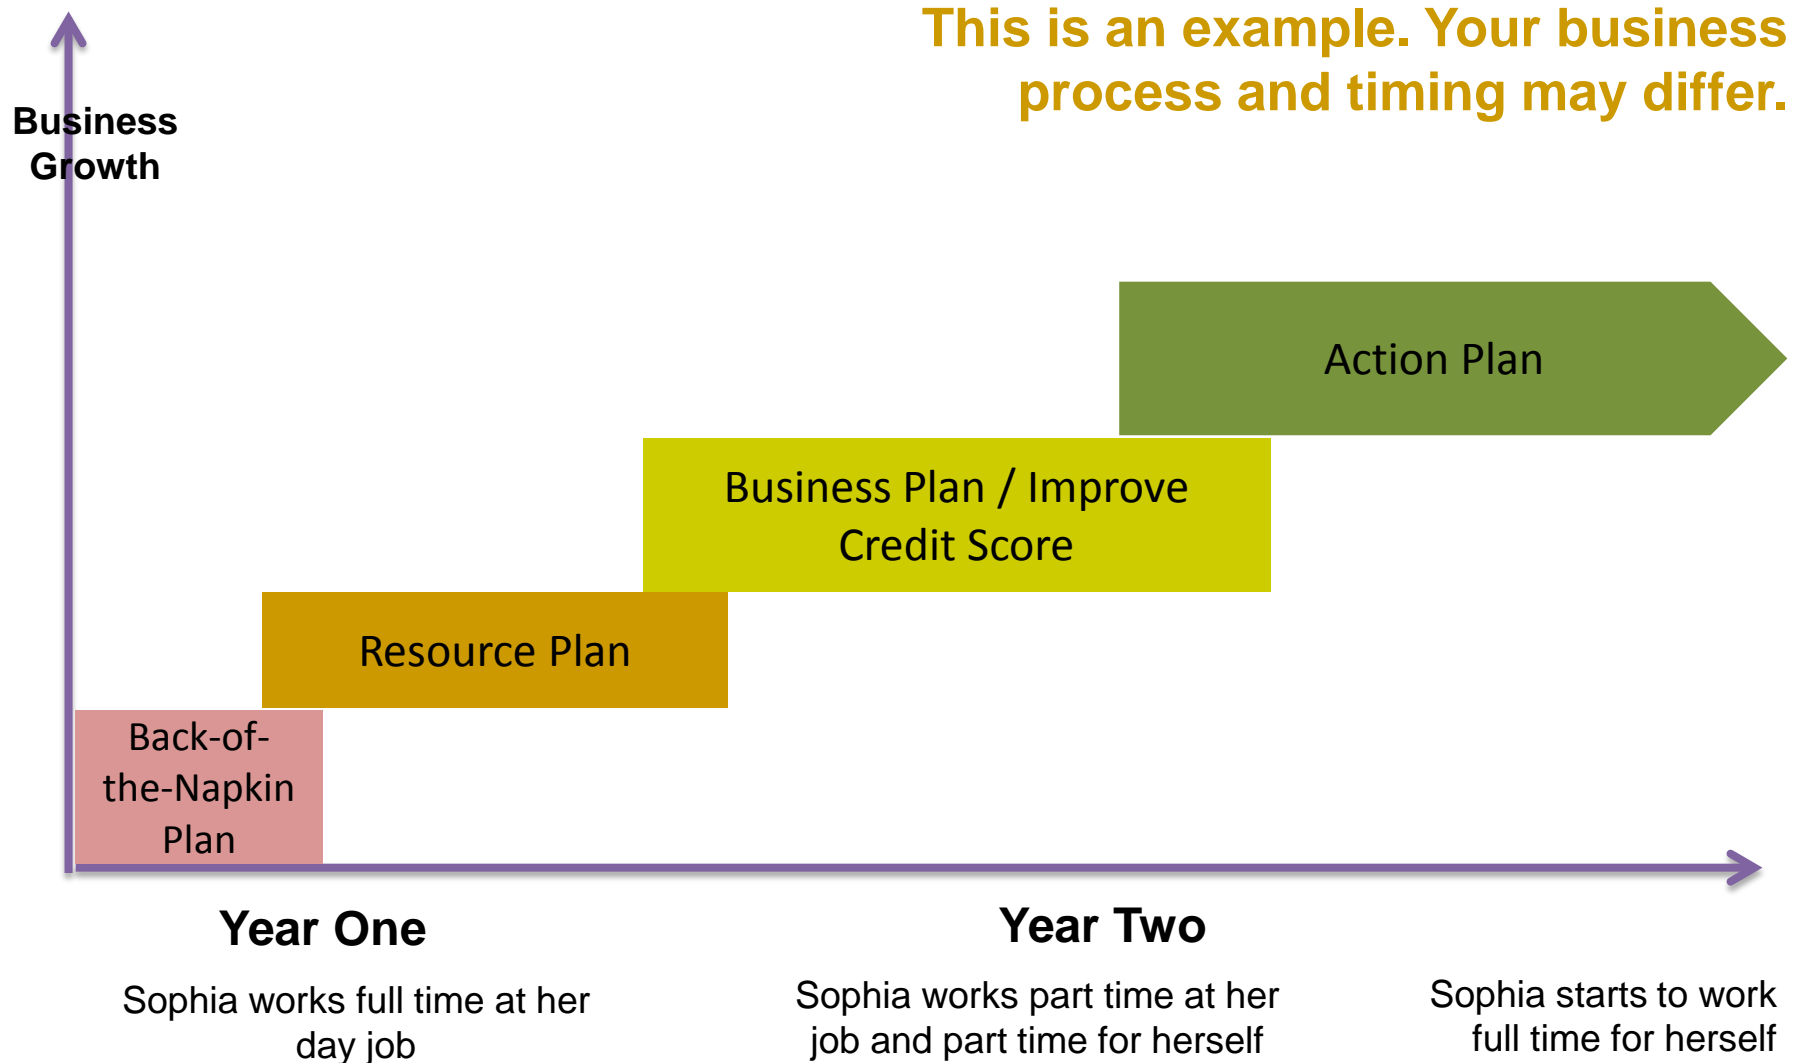 This is an example. Your business
process and timing may differ.
Business
Growth
Action Plan
Business Plan / Improve
Credit Score
Resource Plan
Back-of-
the-Napkin
Plan
Year One
Year Two
Sophia works full time at her
day job
Sophia works part time at her
job and part time for herself
Sophia starts to work
full time for herself